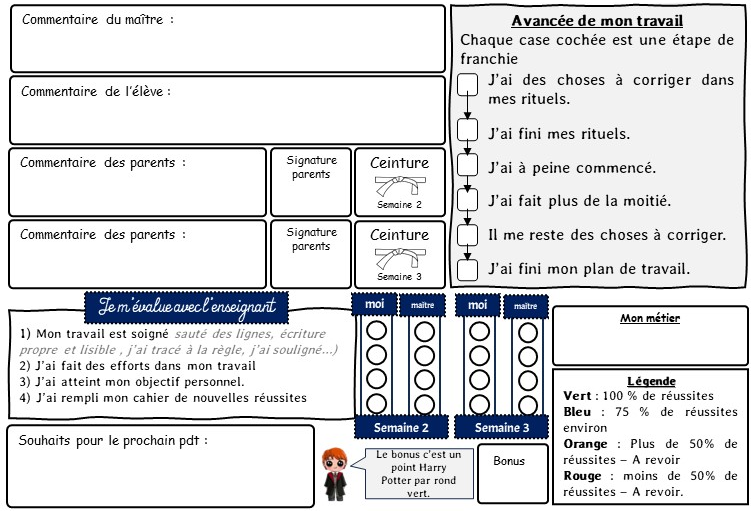 Commentaire du maître :
Commentaire de l'élève :
Commentaire des parents :
Signature
parents
Ceinture
Semaine 2
Commentaire des parents :
Signature
parents
Ceinture
Semaine 3
Avancée de mon travail
Chaque case cochée est une étape de
franchie
J'ai des choses à corriger dans
mes rituels.
J'ai fini mes rituels.
J'ai à peine commencé.
J'ai fait plus de la moitié.
Il me reste des choses à corriger.
J'ai fini mon plan de travail.
Je m'évalue avec l'enseignant
1) Mon travail est soigné sauté des lignes, écriture
propre et lisible , j'ai tracé à la règle, j'ai souligné…)
2) J'ai fait des efforts dans mon travail
3) J'ai atteint mon objectif personnel.
4) J'ai rempli mon cahier de nouvelles réussites
moi
maître
Semaine 2
moi
maître
Semaine 3
Mon métier
Légende
Vert : 100 % de réussites
Bleu : 75 % de réussites
environ
Orange : Plus de 50% de
réussites – A revoir
Rouge : moins de 50% de
réussites – A revoir.
Souhaits pour le prochain pdt :
Le bonus c'est un
point Harry
Potter par rond
vert.
Bonus